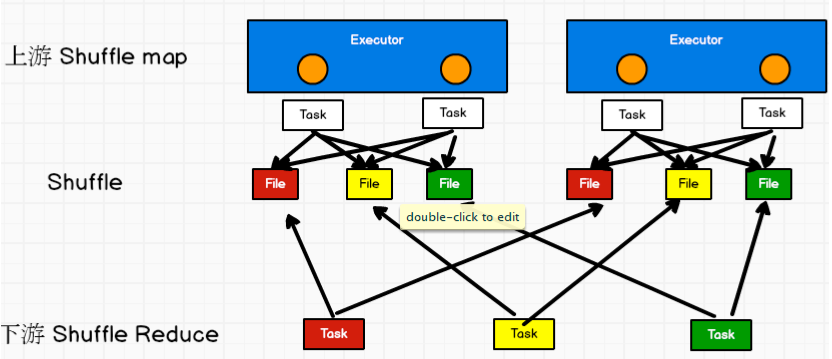 Executor
Executor
上游 Shuffle map
Task
Task
Task
Task
Shuffle
File
File
File
File
File
File
double-click to edit
下游 Shuffle Reduce
Task
Task
Task